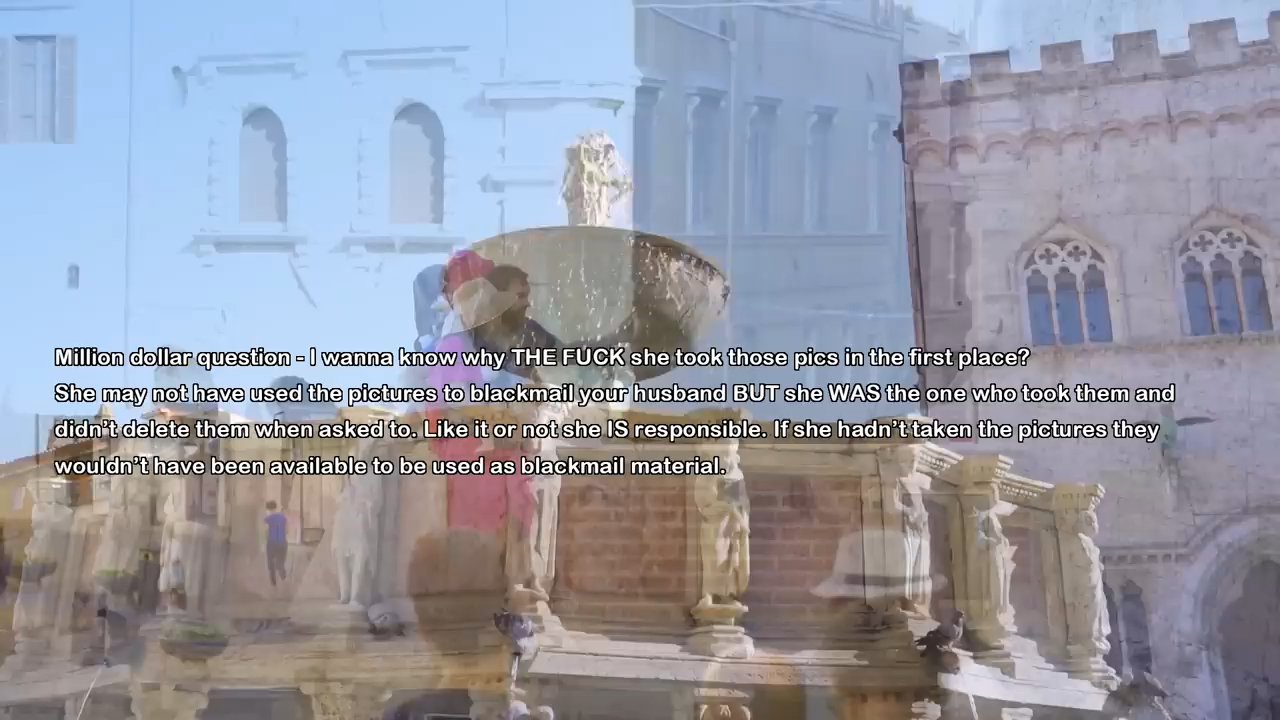 Million dollar question - I wanna know why THE FUCK she took those pics in the first place?
She may not have used the pictures to blackmail your husband BUT she WAS the one who took them and
didn't delete them when asked to. Like it or not she IS responsible. If she hadn't taken the pictures they
wouldn't have been available to be used as blackmail material.